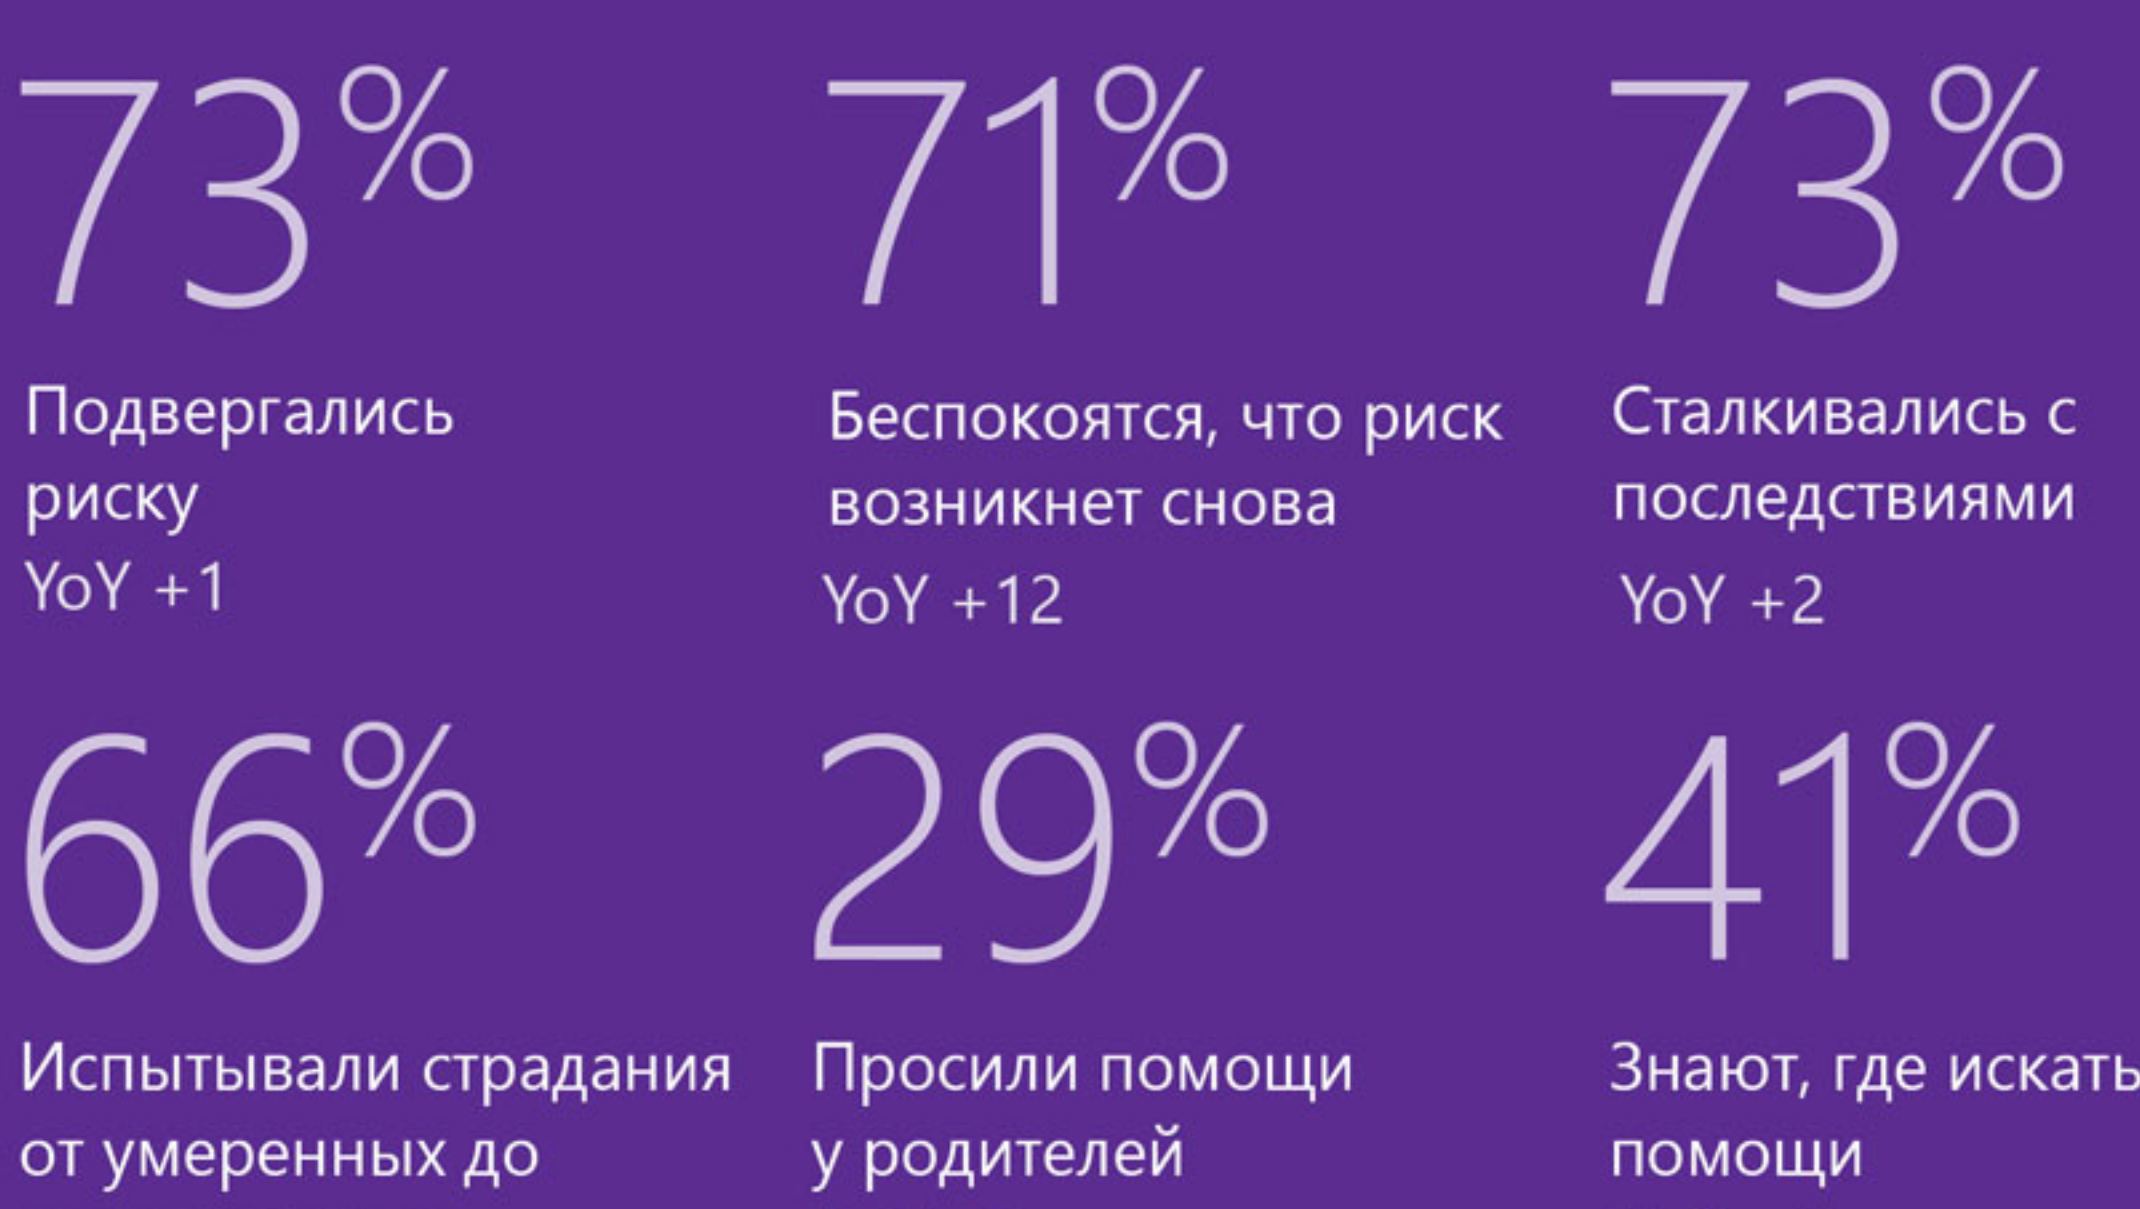 73% 71% 73%
Подвергались
риску
YoY +1
Беспокоятся, что риск
возникнет снова
YoY +12
Сталкивались с
последствиями
YoY +2
66% 29% 41%
Испытывали страдания
от умеренных до
Просили помощи
у родителей
Знают, где искать
помощи